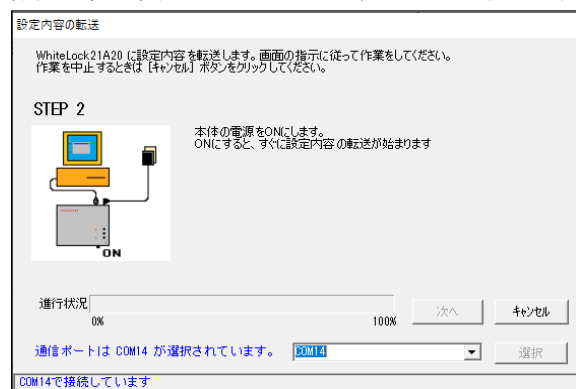 設定内容の転送
WhiteLock21A20 に設定内容を転送します。画面の指示に従って作業をしてください。
作業を中止するときは [キャンセル] ボタンをクリックしてください。
STEP 2
本体の電源をONにします。
ONにすると、すぐに設定内容の転送が始まります
ON
進行状況
0%
100%
次へ
キャンセル
通信ポートは COM14 が選択されています。
COM14
選択
COM14で接続しています